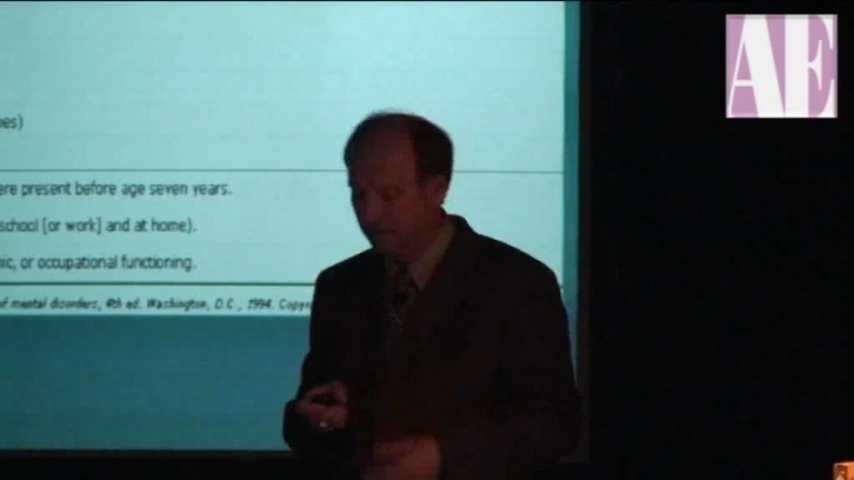 AE
nes)
ere present before age seven years.
school [or work] and at home).
nic, or occupational functioning.
of mental disorders, 4th ed. Washington, D.C., 1994. Copyr